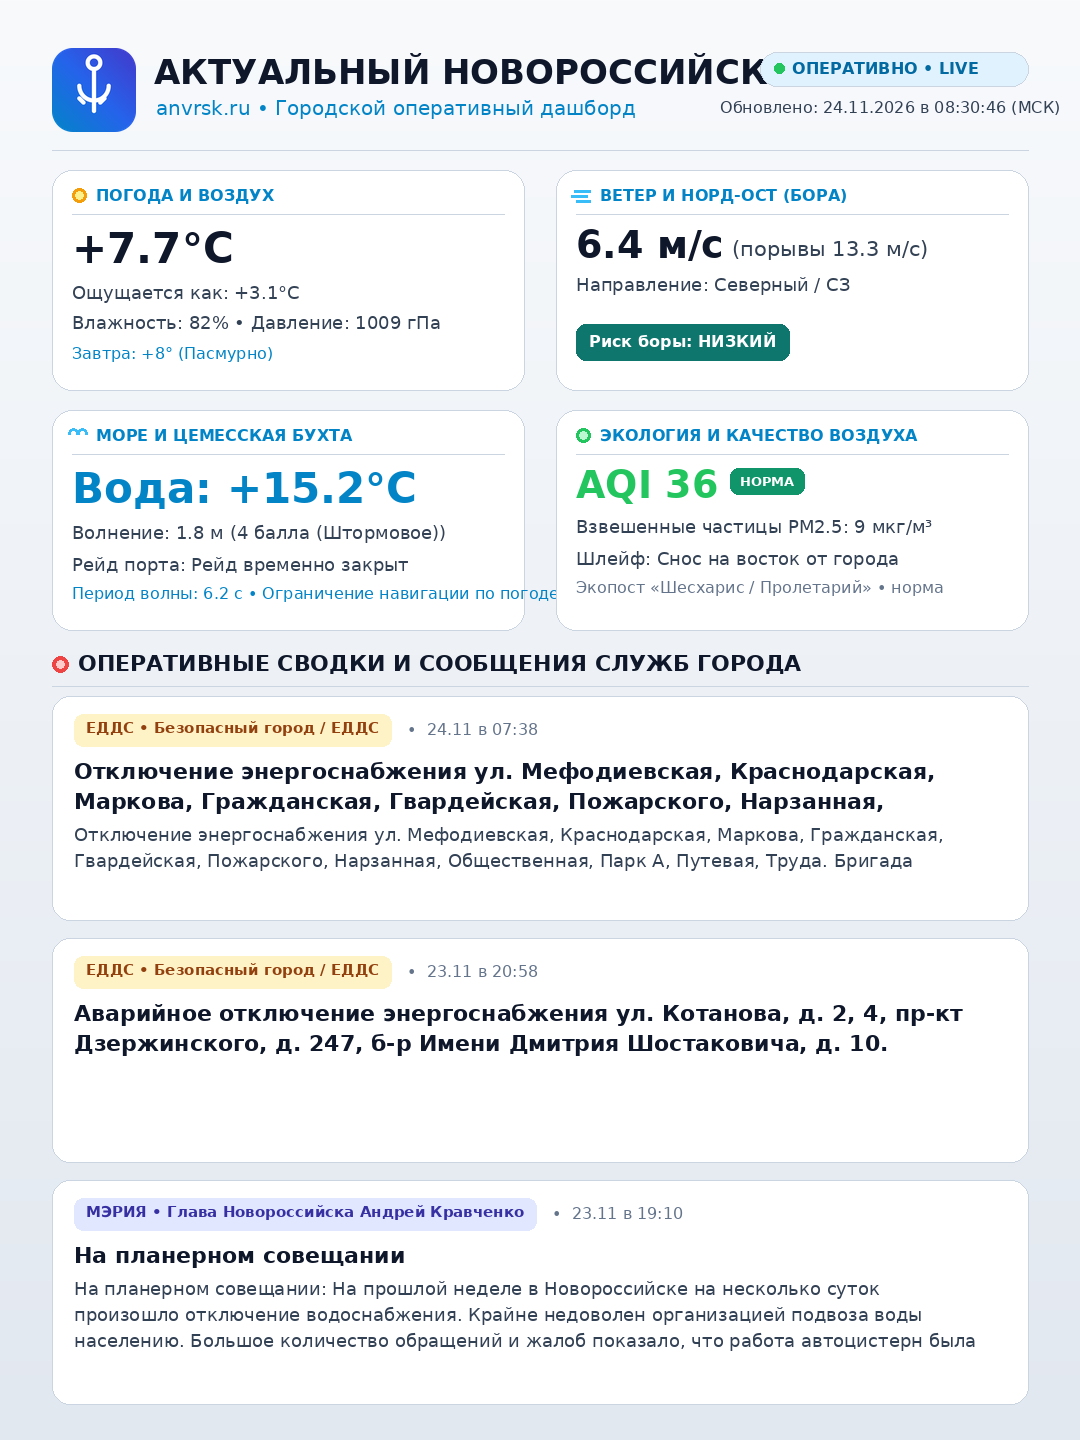 АКТУАЛЬНЫЙ НОВОРОССИЙСК
ОПЕРАТИВНО • LIVE
anvrsk.ru • Городской оперативный дашборд
Обновлено: 24.11.2026 в 08:30:46 (МСК)
ПОГОДА И ВОЗДУХ
+7.7°C
Ощущается как: +3.1°C
Влажность: 82% • Давление: 1009 гПа
Завтра: +8° (Пасмурно)
ВЕТЕР И НОРД-ОСТ (БОРА)
6.4 м/с (порывы 13.3 м/с)
Направление: Северный / СЗ
Риск боры: НИЗКИЙ
МОРЕ И ЦЕМЕССКАЯ БУХТА
Вода: +15.2°C
Волнение: 1.8 м (4 балла (Штормовое))
Рейд порта: Рейд временно закрыт
Период волны: 6.2 с • Ограничение навигации по погоде
ЭКОЛОГИЯ И КАЧЕСТВО ВОЗДУХА
AQI 36 НОРМА
Взвешенные частицы PM2.5: 9 мкг/м³
Шлейф: Снос на восток от города
Экопост «Шесхарис / Пролетарий» • норма
ОПЕРАТИВНЫЕ СВОДКИ И СООБЩЕНИЯ СЛУЖБ ГОРОДА
ЕДДС • Безопасный город / ЕДДС • 24.11 в 07:38
Отключение энергоснабжения ул. Мефодиевская, Краснодарская,
Маркова, Гражданская, Гвардейская, Пожарского, Нарзанная,
Отключение энергоснабжения ул. Мефодиевская, Краснодарская, Маркова, Гражданская,
Гвардейская, Пожарского, Нарзанная, Общественная, Парк А, Путевая, Труда. Бригада
ЕДДС • Безопасный город / ЕДДС • 23.11 в 20:58
Аварийное отключение энергоснабжения ул. Котанова, д. 2, 4, пр-кт
Дзержинского, д. 247, б-р Имени Дмитрия Шостаковича, д. 10.
МЭРИЯ • Глава Новороссийска Андрей Кравченко • 23.11 в 19:10
На планерном совещании
На планерном совещании: На прошлой неделе в Новороссийске на несколько суток
произошло отключение водоснабжения. Крайне недоволен организацией подвоза воды
населению. Большое количество обращений и жалоб показало, что работа автоцистерн была